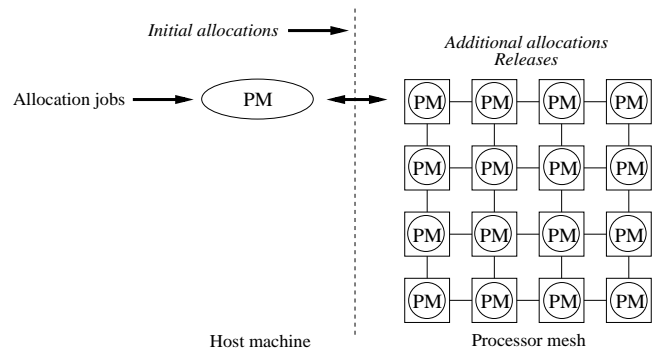 Initial allocations
Additional allocations
Releases
Allocation jobs
PM
PM PM PM PM
PM PM PM PM
PM PM PM PM
PM PM PM PM
Host machine
Processor mesh